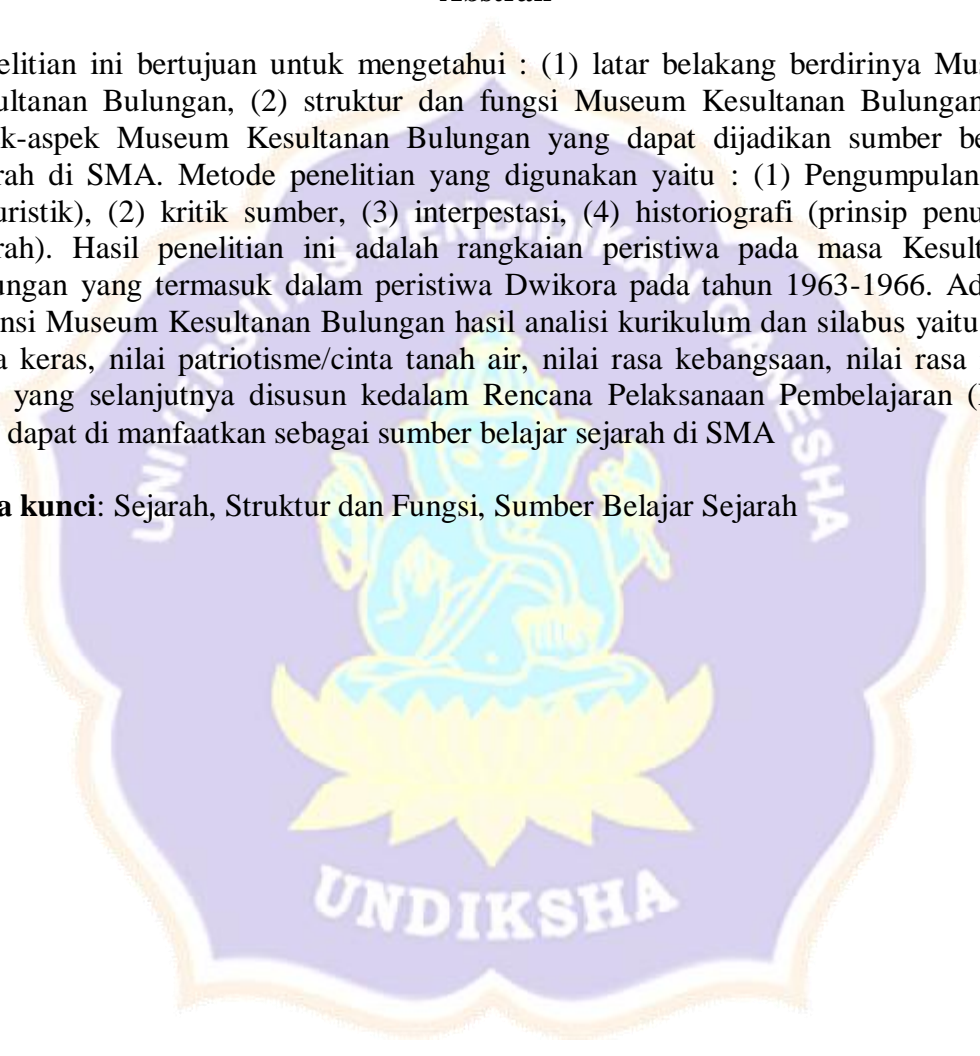 Abstrak
elitian ini bertujuan untuk mengetahui : (1) latar belakang berdirinya Mu
ultanan Bulungan, (2) struktur dan fungsi Museum Kesultanan Bulungan
k-aspek Museum Kesultanan Bulungan yang dapat dijadikan sumber be
rah di SMA. Metode penelitian yang digunakan yaitu : (1) Pengumpulan
uristik), (2) kritik sumber, (3) interpestasi, (4) historiografi (prinsip penu
rah). Hasil penelitian ini adalah rangkaian peristiwa pada masa Kesult
ungan yang termasuk dalam peristiwa Dwikora pada tahun 1963-1966. Ad
nsi Museum Kesultanan Bulungan hasil analisi kurikulum dan silabus yaitu
a keras, nilai patriotisme/cinta tanah air, nilai rasa kebangsaan, nilai rasa
yang selanjutnya disusun kedalam Rencana Pelaksanaan Pembelajaran (
dapat di manfaatkan sebagai sumber belajar sejarah di SMA
a kunci: Sejarah, Struktur dan Fungsi, Sumber Belajar Sejarah
UNIVERSITAS PENDIDIKAN GANESHA
UNDIKSHA